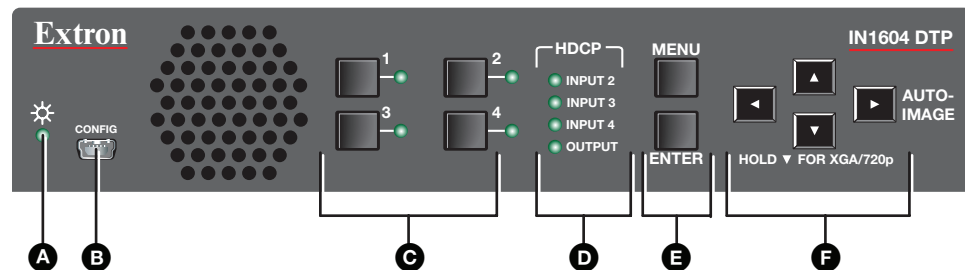 Extron
IN1604 DTP
CONFIG
1
2
3
4
HDCP
INPUT 2
INPUT 3
INPUT 4
OUTPUT
MENU
ENTER
AUTO-
IMAGE
HOLD ▼ FOR XGA/720p
A
B
C
D
E
F